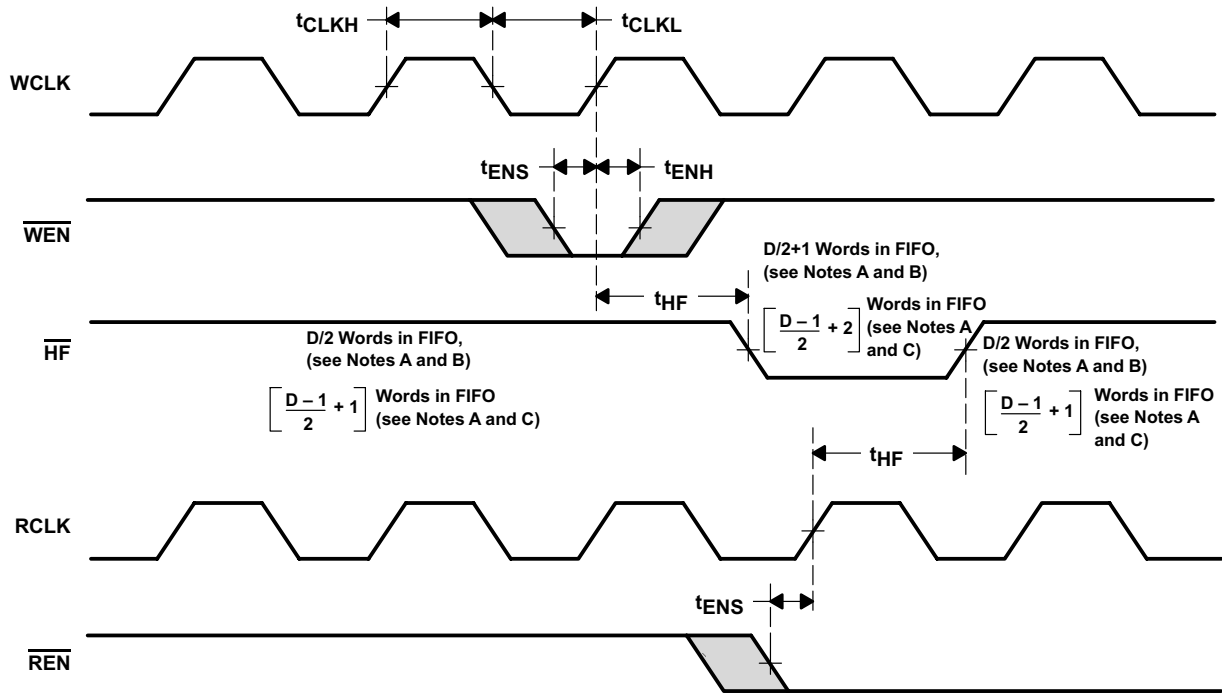 tCLKH
tCLKL
WCLK
tENS
tENH
WEN
D/2+1 Words in FIFO,
(see Notes A and B)
tHF
[ D – 1 / 2 + 2 ] Words in FIFO
(see Notes A
and C)
HF
D/2 Words in FIFO,
(see Notes A and B)
[ D – 1 / 2 + 1 ] Words in FIFO
(see Notes A and C)
D/2 Words in FIFO,
(see Notes A and B)
[ D – 1 / 2 + 1 ] Words in FIFO
(see Notes A
and C)
tHF
RCLK
tENS
REN